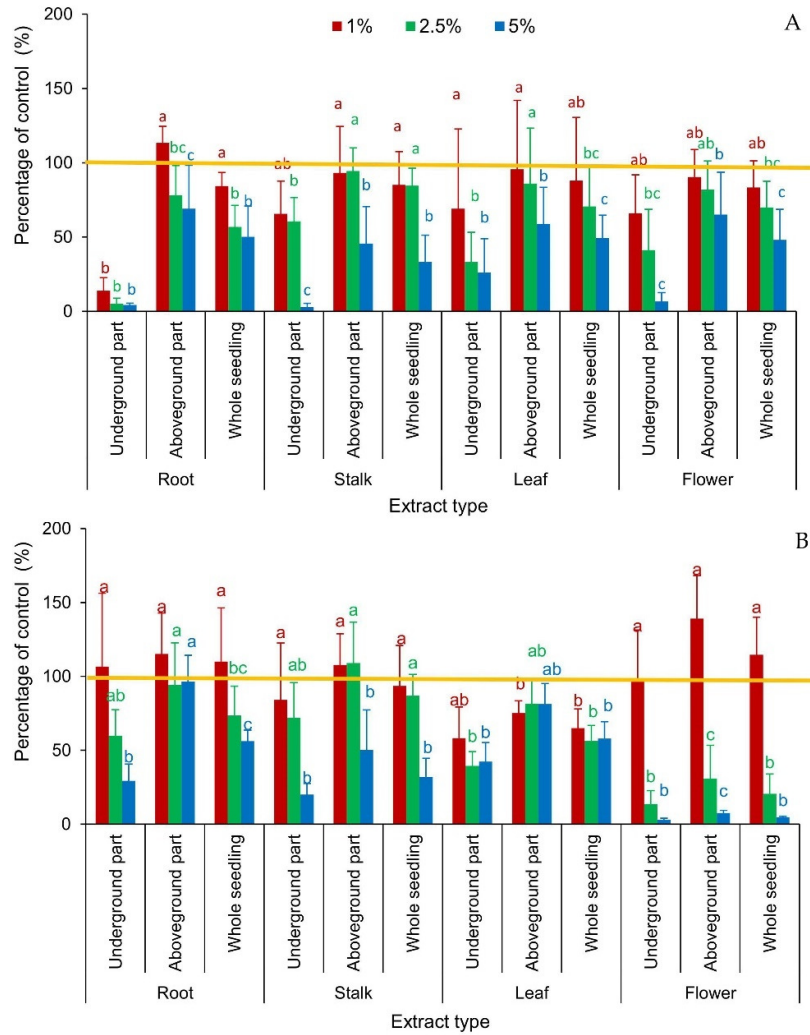 A
1% 2.5% 5%
Percentage of control (%)
200
150
100
50
0
b b b a bc c a b b ab b c a a b a a b a b b a a b ab bc c ab bc c ab ab b ab bc c
Underground part Aboveground part Whole seedling Underground part Aboveground part Whole seedling Underground part Aboveground part Whole seedling Underground part Aboveground part Whole seedling
Root Stalk Leaf Flower
Extract type
B
Percentage of control (%)
200
150
100
50
0
a ab b a a a a bc c a ab b a a b a a b ab b b b ab ab b b b a b b a c c a b b
Underground part Aboveground part Whole seedling Underground part Aboveground part Whole seedling Underground part Aboveground part Whole seedling Underground part Aboveground part Whole seedling
Root Stalk Leaf Flower
Extract type